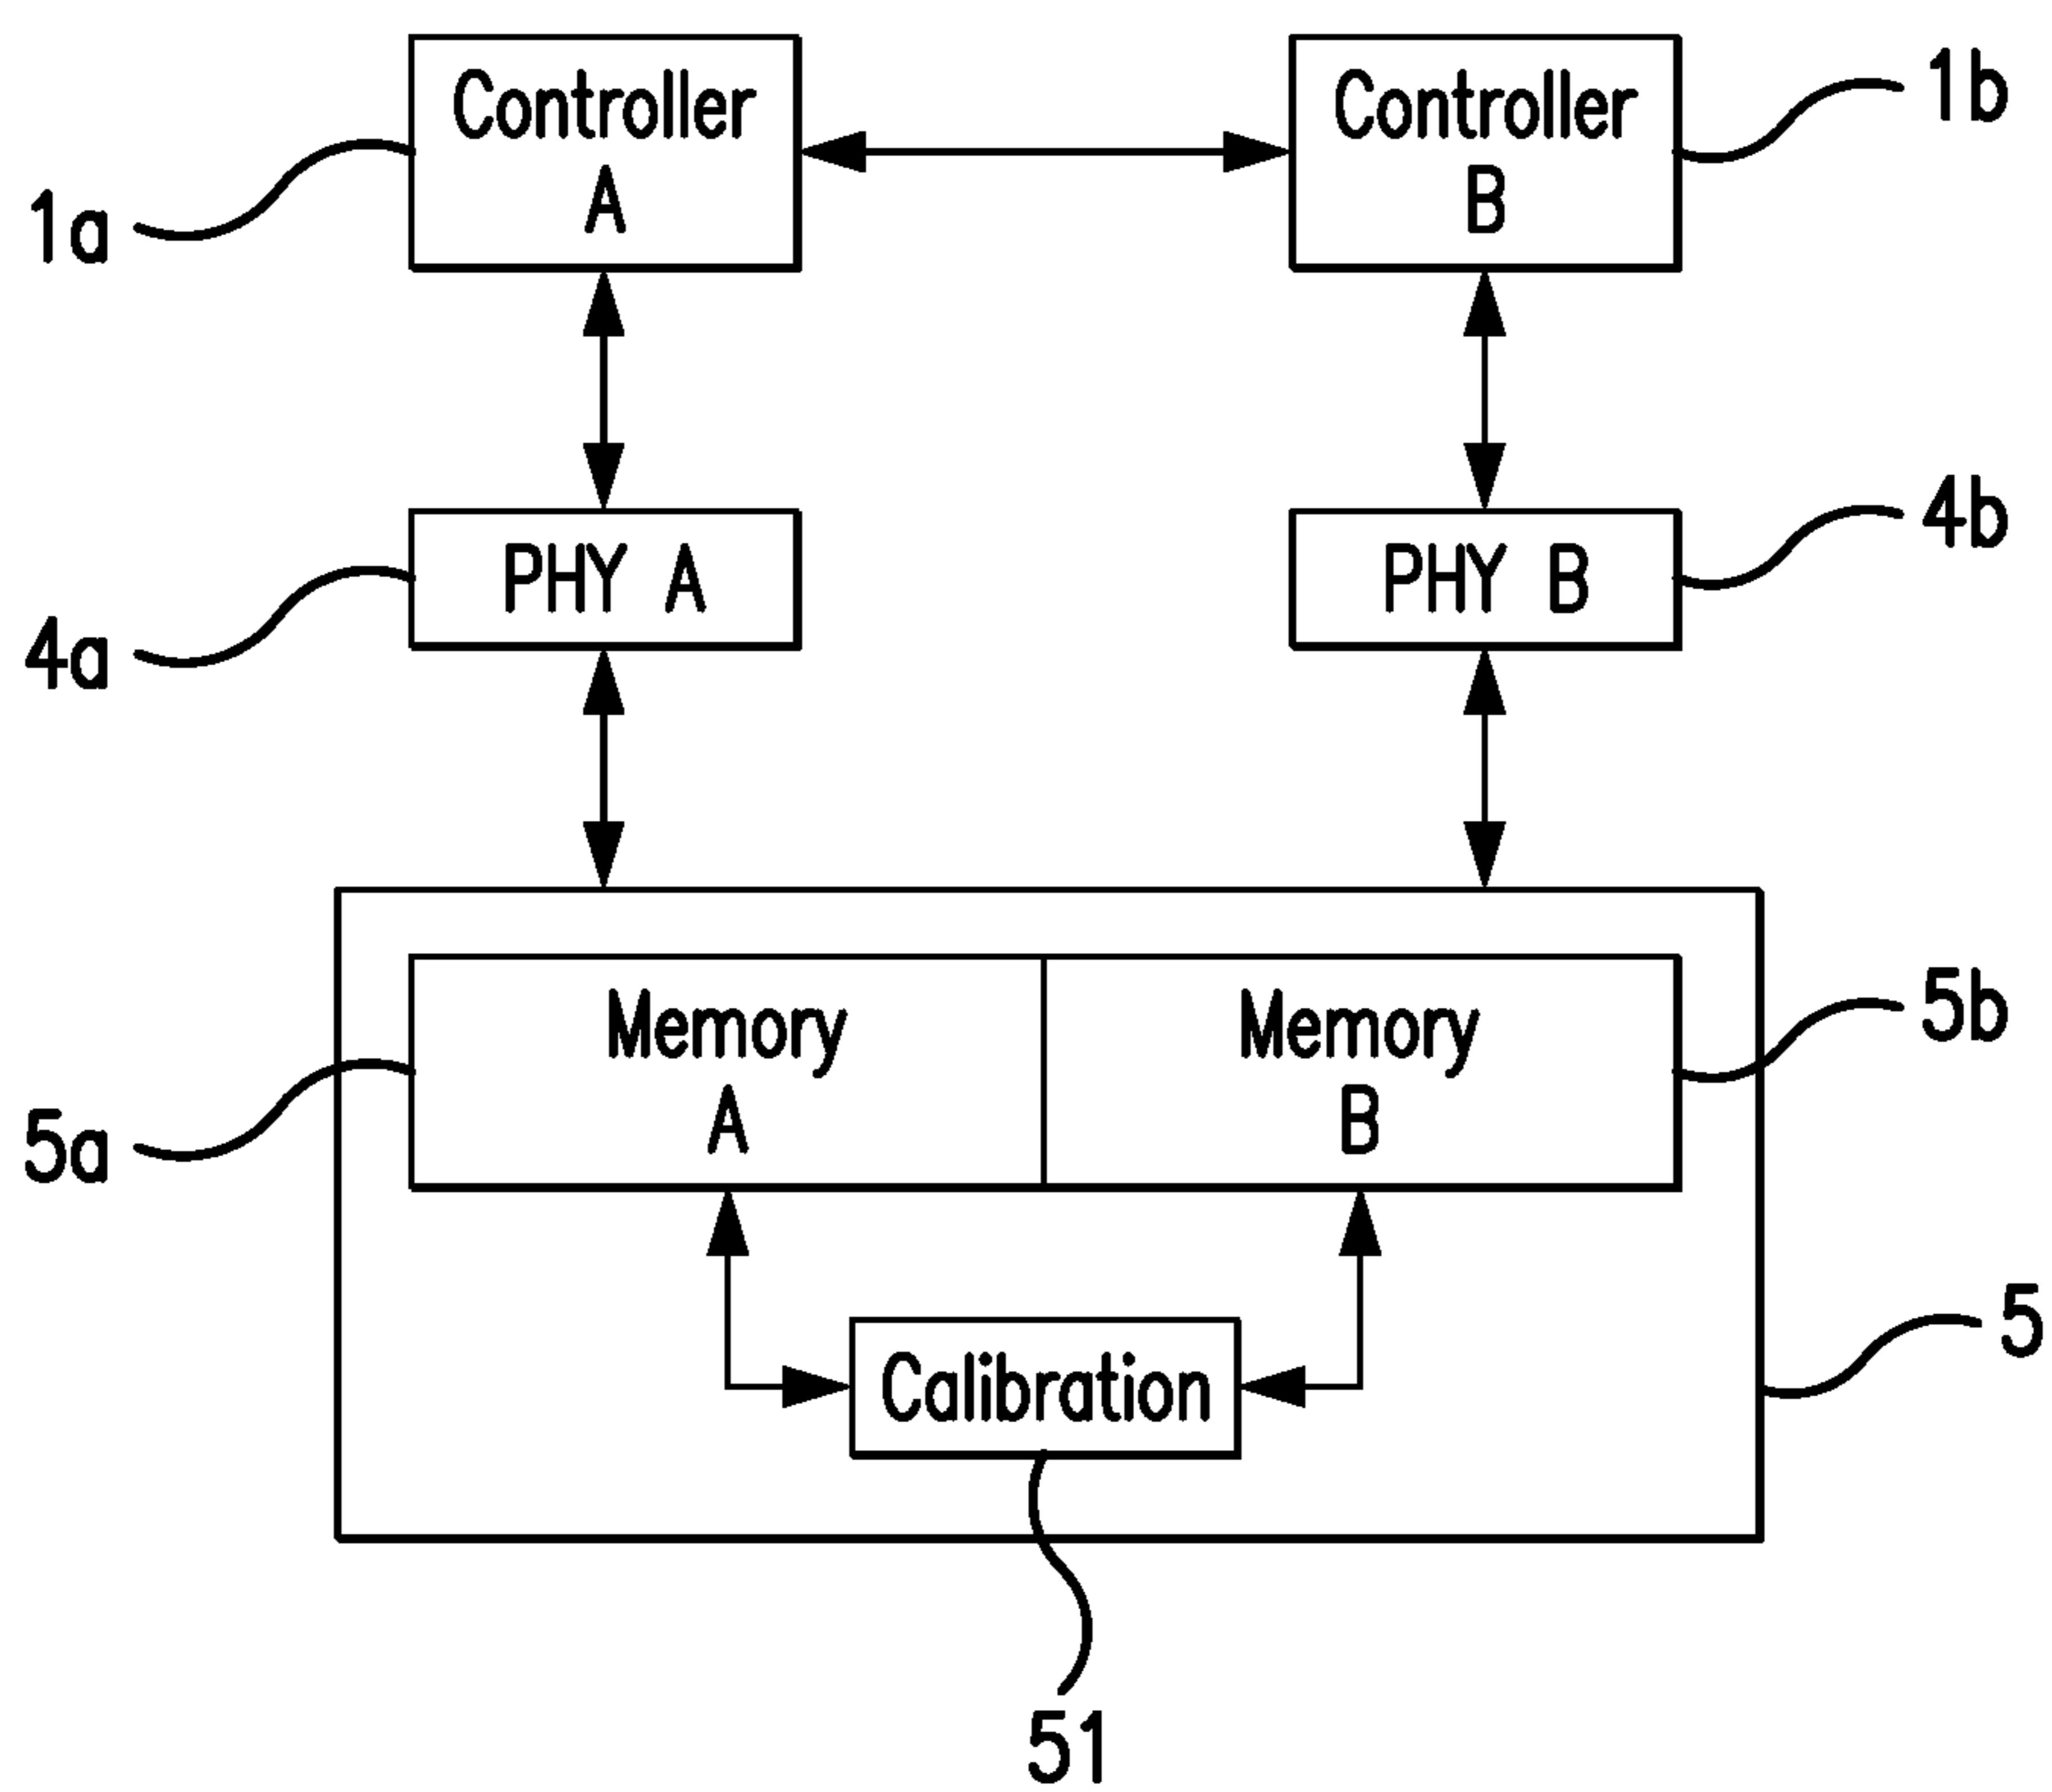 Controller
A
Controller
B
1b
1a
PHY A
PHY B
4b
4a
Memory
A
Memory
B
5b
5a
Calibration
5
51